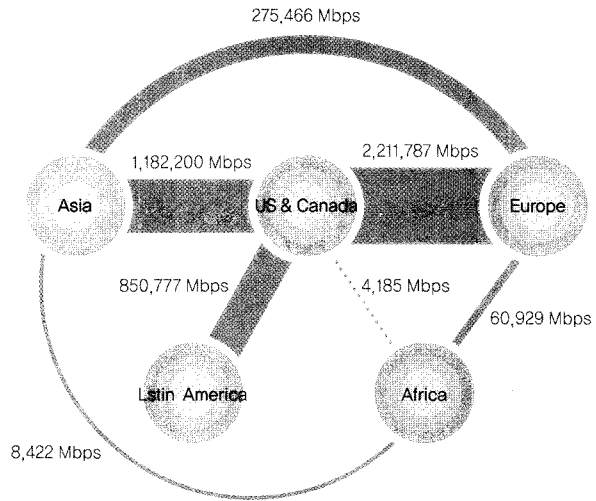 275,466 Mbps
1,182,200 Mbps
2,211,787 Mbps
Asia
US & Canada
Europe
850,777 Mbps
4,185 Mbps
60,929 Mbps
Lstin America
Africa
8,422 Mbps